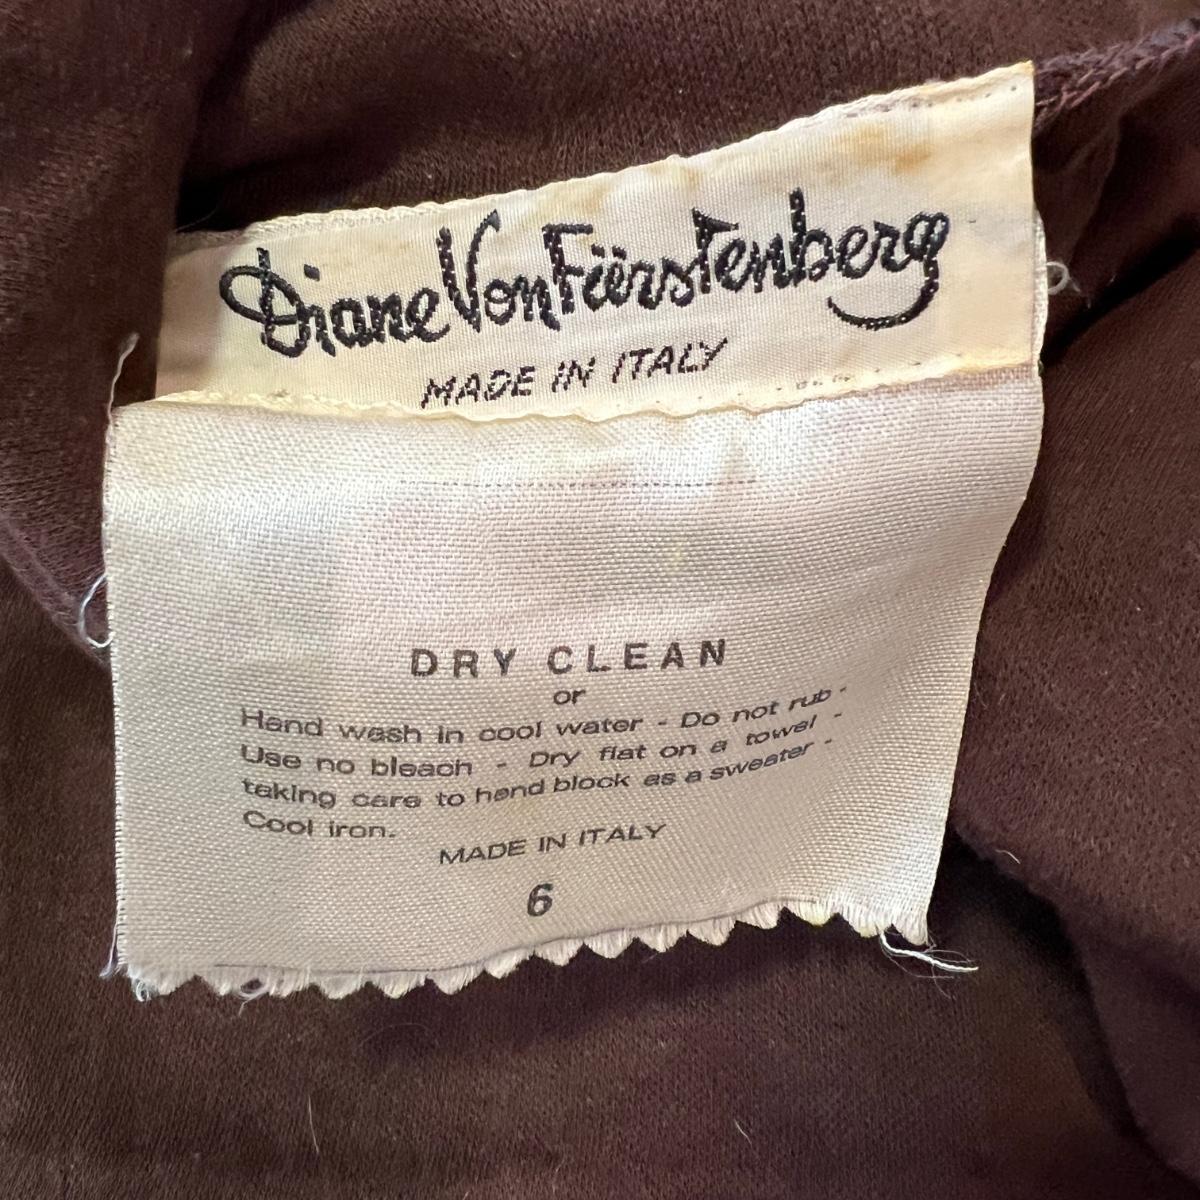 Diane Von Fürstenberg
MADE IN ITALY
DRY CLEAN
or
Hand wash in cool water - Do not rub -
Use no bleach - Dry flat on a towel -
taking care to hand block as a sweater -
Cool iron.
MADE IN ITALY
6